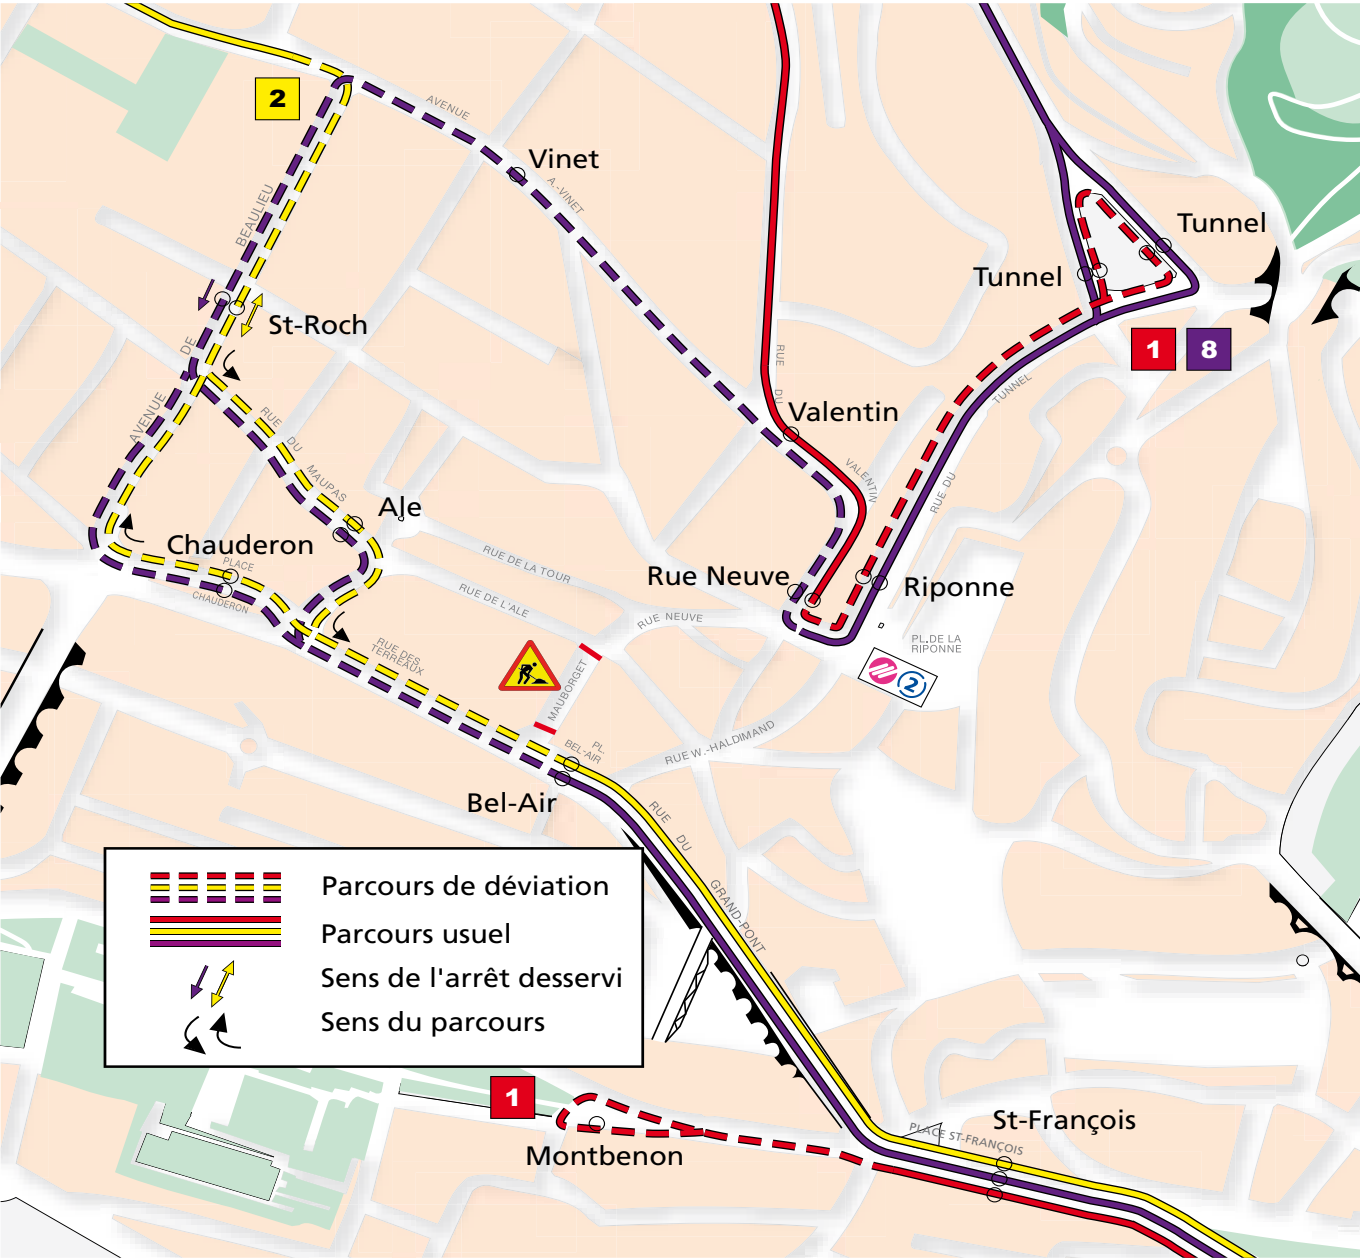 2
AVENUE
Vinet
A.-VINET
BEAULIEU
Tunnel
Tunnel
St-Roch
DE
1 8
RUE
DU
TUNNEL
AVENUE
RUE DU MAUPAS
Valentin
VALENTIN
RUE DU
Ale
Chauderon
PLACE
CHAUDERON
RUE DE LA TOUR
RUE DE L'ALE
Rue Neuve
Riponne
RUE NEUVE
PL.DE LA
RIPONNE
2
RUE DES
TERREAUX
MAUBORGET
PL.
BEL-AIR
RUE W.-HALDIMAND
Bel-Air
RUE DU
GRAND-PONT
Parcours de déviation
Parcours usuel
Sens de l'arrêt desservi
Sens du parcours
1
Montbenon
St-François
PLACE ST-FRANÇOIS